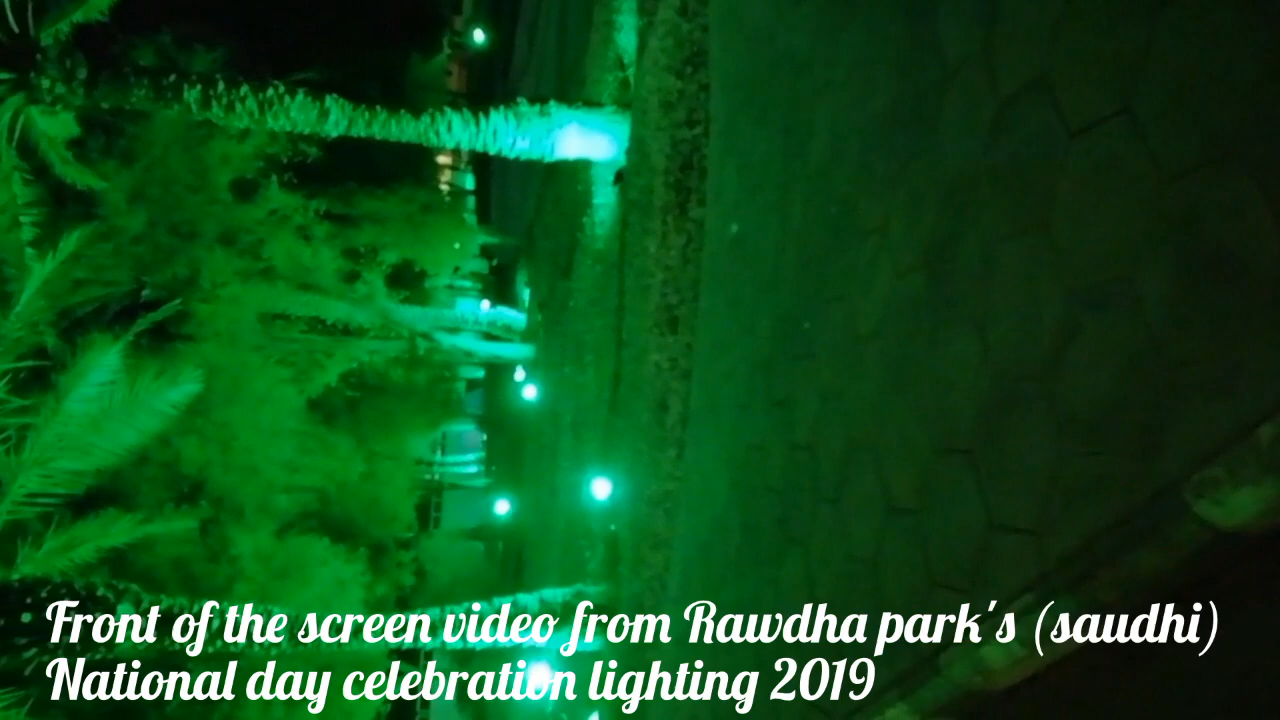 Front of the screen video from Rawdha park's (saudhi)
National day celebration lighting 2019